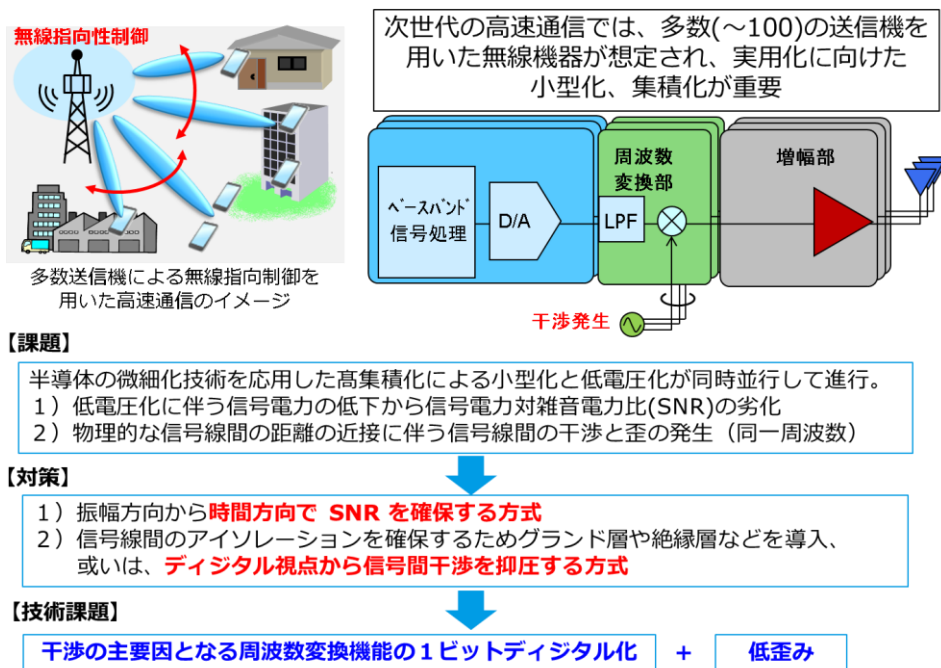 無線指向性制御
多数送信機による無線指向制御を
用いた高速通信のイメージ
次世代の高速通信では、多数(～100)の送信機を
用いた無線機器が想定され、実用化に向けた
小型化、集積化が重要
ﾍﾞｰｽﾊﾞﾝﾄﾞ
信号処理
D/A
周波数
変換部
LPF
増幅部
干渉発生
【課題】
半導体の微細化技術を応用した髙集積化による小型化と低電圧化が同時並行して進行。
１）低電圧化に伴う信号電力の低下から信号電力対雑音電力比(SNR)の劣化
２）物理的な信号線間の距離の近接に伴う信号線間の干渉と歪の発生（同一周波数）
【対策】
１）振幅方向から時間方向で SNR を確保する方式
２）信号線間のアイソレーションを確保するためグランド層や絶縁層などを導入、
或いは、ディジタル視点から信号間干渉を抑圧する方式
【技術課題】
干渉の主要因となる周波数変換機能の１ビットディジタル化 + 低歪み